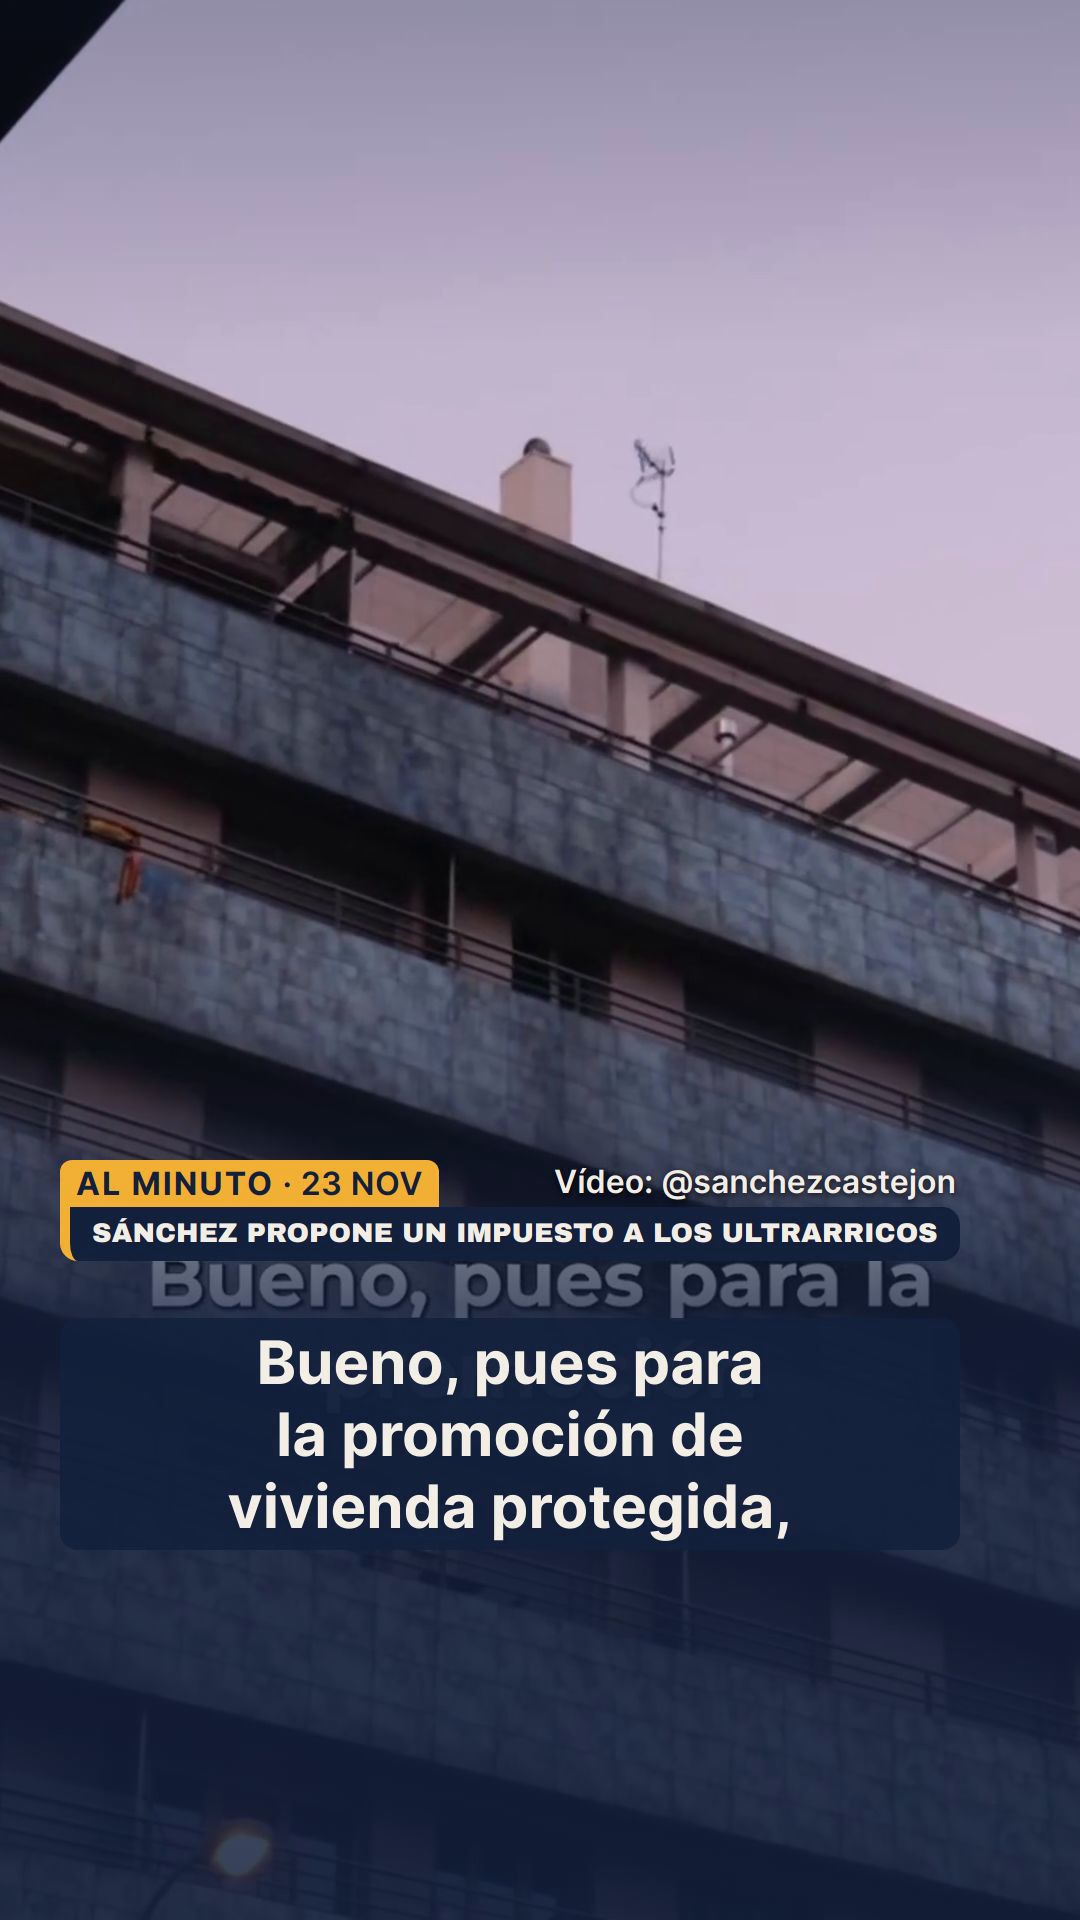 AL MINUTO · 23 NOV
Vídeo: @sanchezcastejon
SÁNCHEZ PROPONE UN IMPUESTO A LOS ULTRARRICOS
Bueno, pues para la
Bueno, pues para
la promoción de
vivienda protegida,